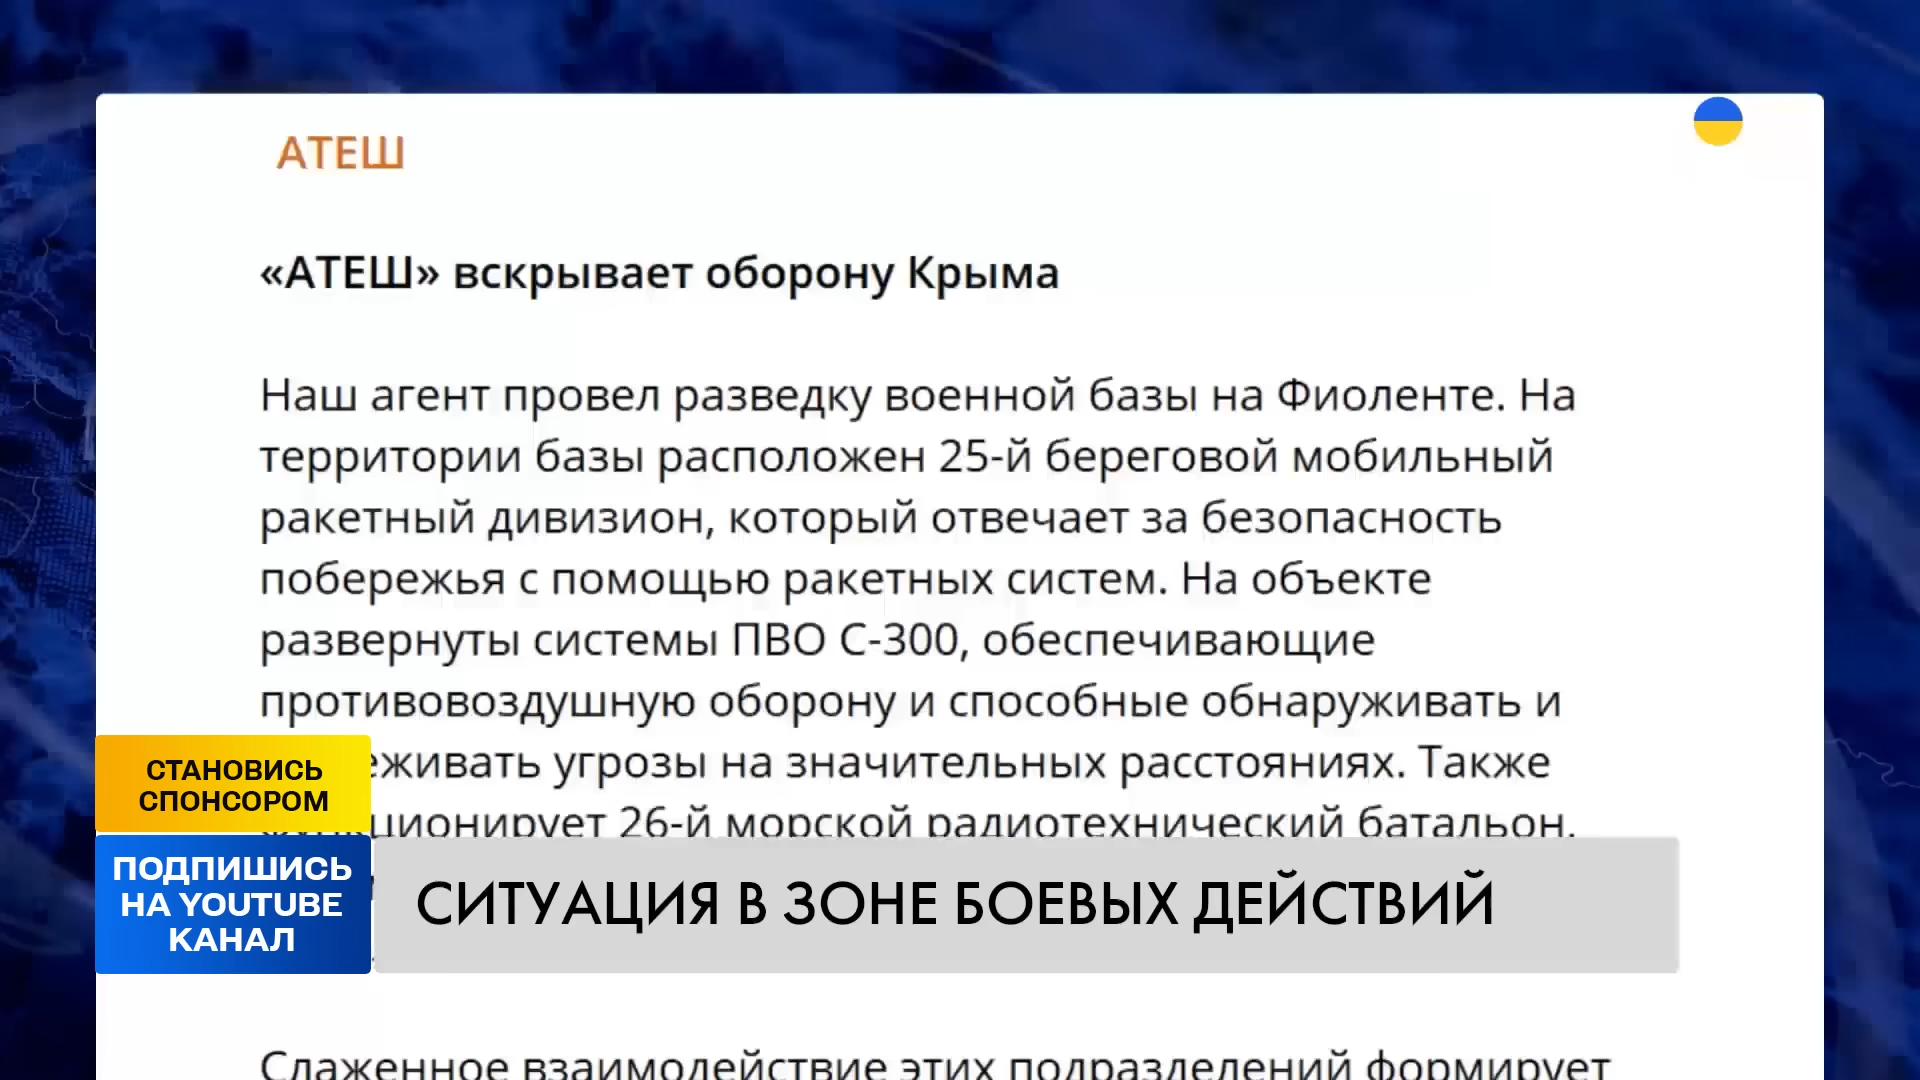 АТЕШ
«АТЕШ» вскрывает оборону Крыма
Наш агент провел разведку военной базы на Фиоленте. На
территории базы расположен 25-й береговой мобильный
ракетный дивизион, который отвечает за безопасность
побережья с помощью ракетных систем. На объекте
развернуты системы ПВО С-300, обеспечивающие
противовоздушную оборону и способные обнаруживать и
угрозы на значительных расстояниях. Также
26-й морской радиотехнический батальон,
СТАНОВИСЬ
СПОНСОРОМ
ПОДПИШИСЬ
НА YOUTUBE
КАНАЛ
СИТУАЦИЯ В ЗОНЕ БОЕВЫХ ДЕЙСТВИЙ
Слаженное взаимодействие этих подразделений формирует